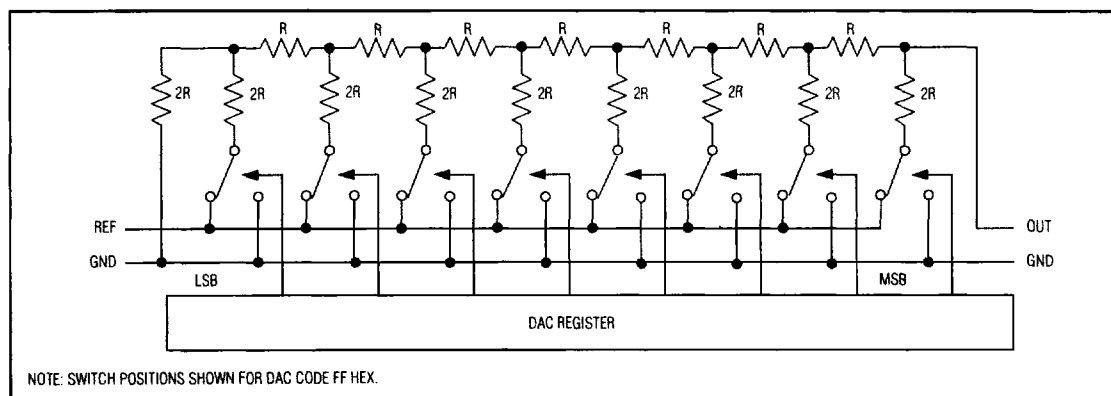 R R R R R R R
2R 2R 2R 2R 2R 2R 2R 2R 2R
REF OUT
GND GND
LSB MSB
DAC REGISTER
NOTE: SWITCH POSITIONS SHOWN FOR DAC CODE FF HEX.